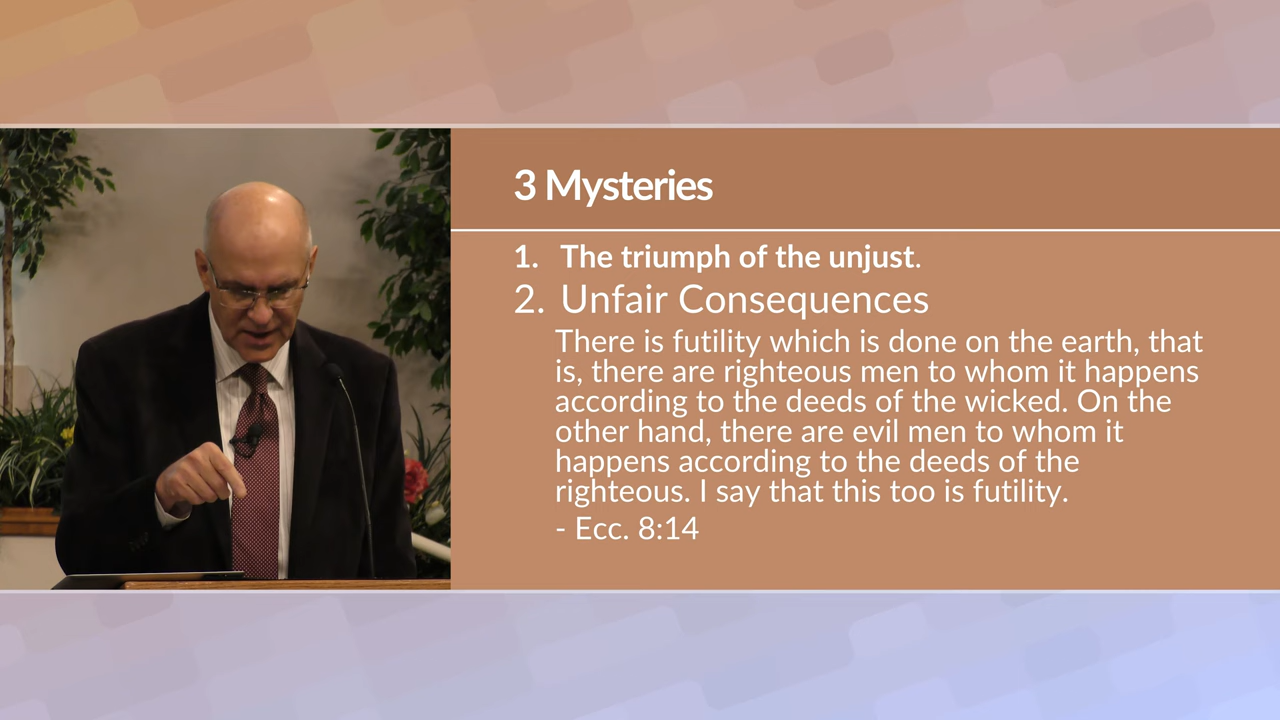 3 Mysteries
1. The triumph of the unjust.
2. Unfair Consequences
There is futility which is done on the earth, that
is, there are righteous men to whom it happens
according to the deeds of the wicked. On the
other hand, there are evil men to whom it
happens according to the deeds of the
righteous. I say that this too is futility.
- Ecc. 8:14